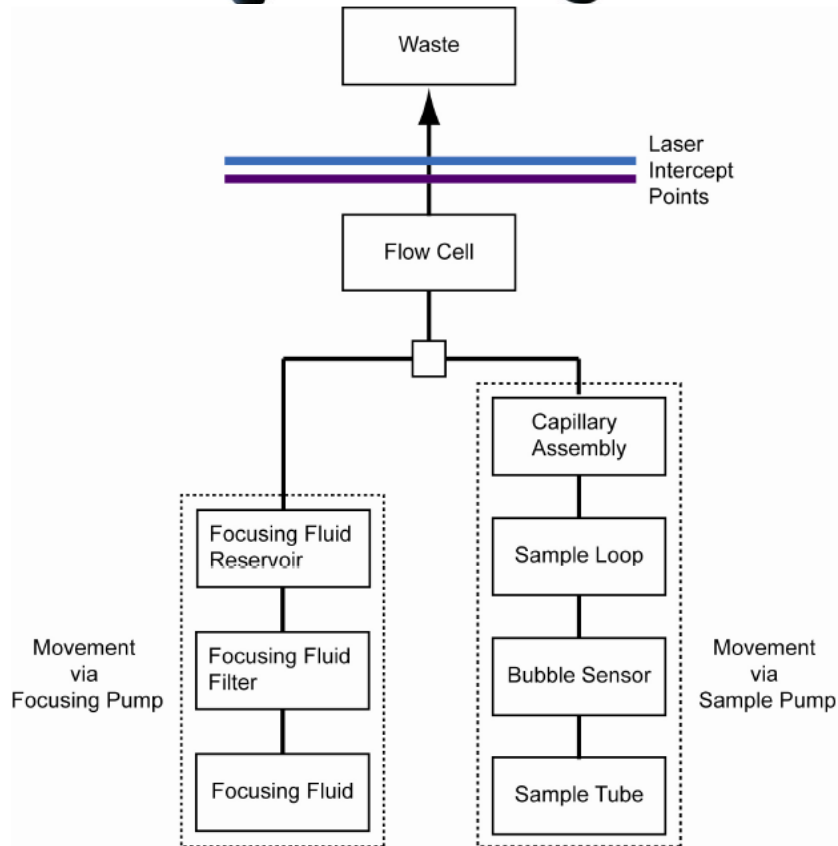 Waste
Laser
Intercept
Points
Flow Cell
Capillary
Assembly
Focusing Fluid
Reservoir
Sample Loop
Movement
via
Focusing Pump
Focusing Fluid
Filter
Bubble Sensor
Movement
via
Sample Pump
Focusing Fluid
Sample Tube